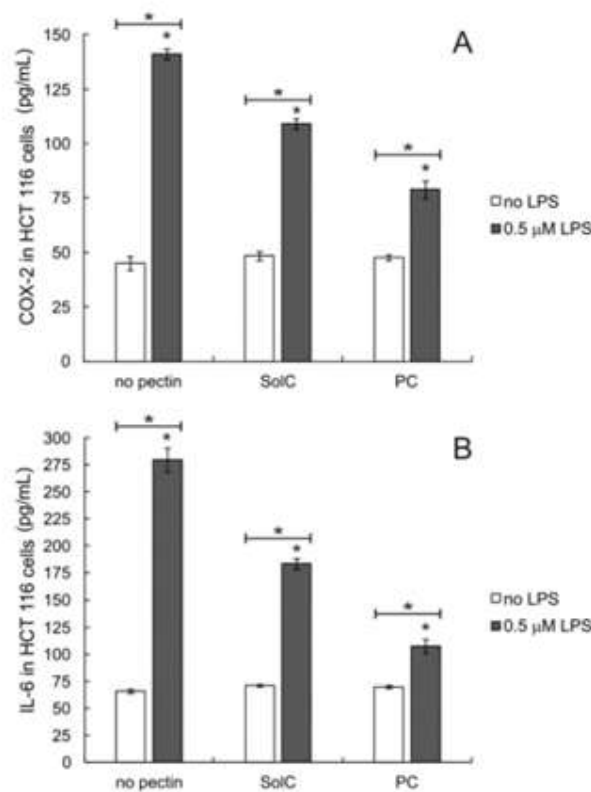 A
COX-2 in HCT 116 cells (pg/mL)
150
125
100
75
50
25
0
*
*
*
*
*
*
no LPS
0.5 μM LPS
no pectin
SolC
PC
B
IL-6 in HCT 116 cells (pg/mL)
300
275
250
225
200
175
150
125
100
75
50
25
0
*
*
*
*
*
*
no LPS
0.5 μM LPS
no pectin
SolC
PC